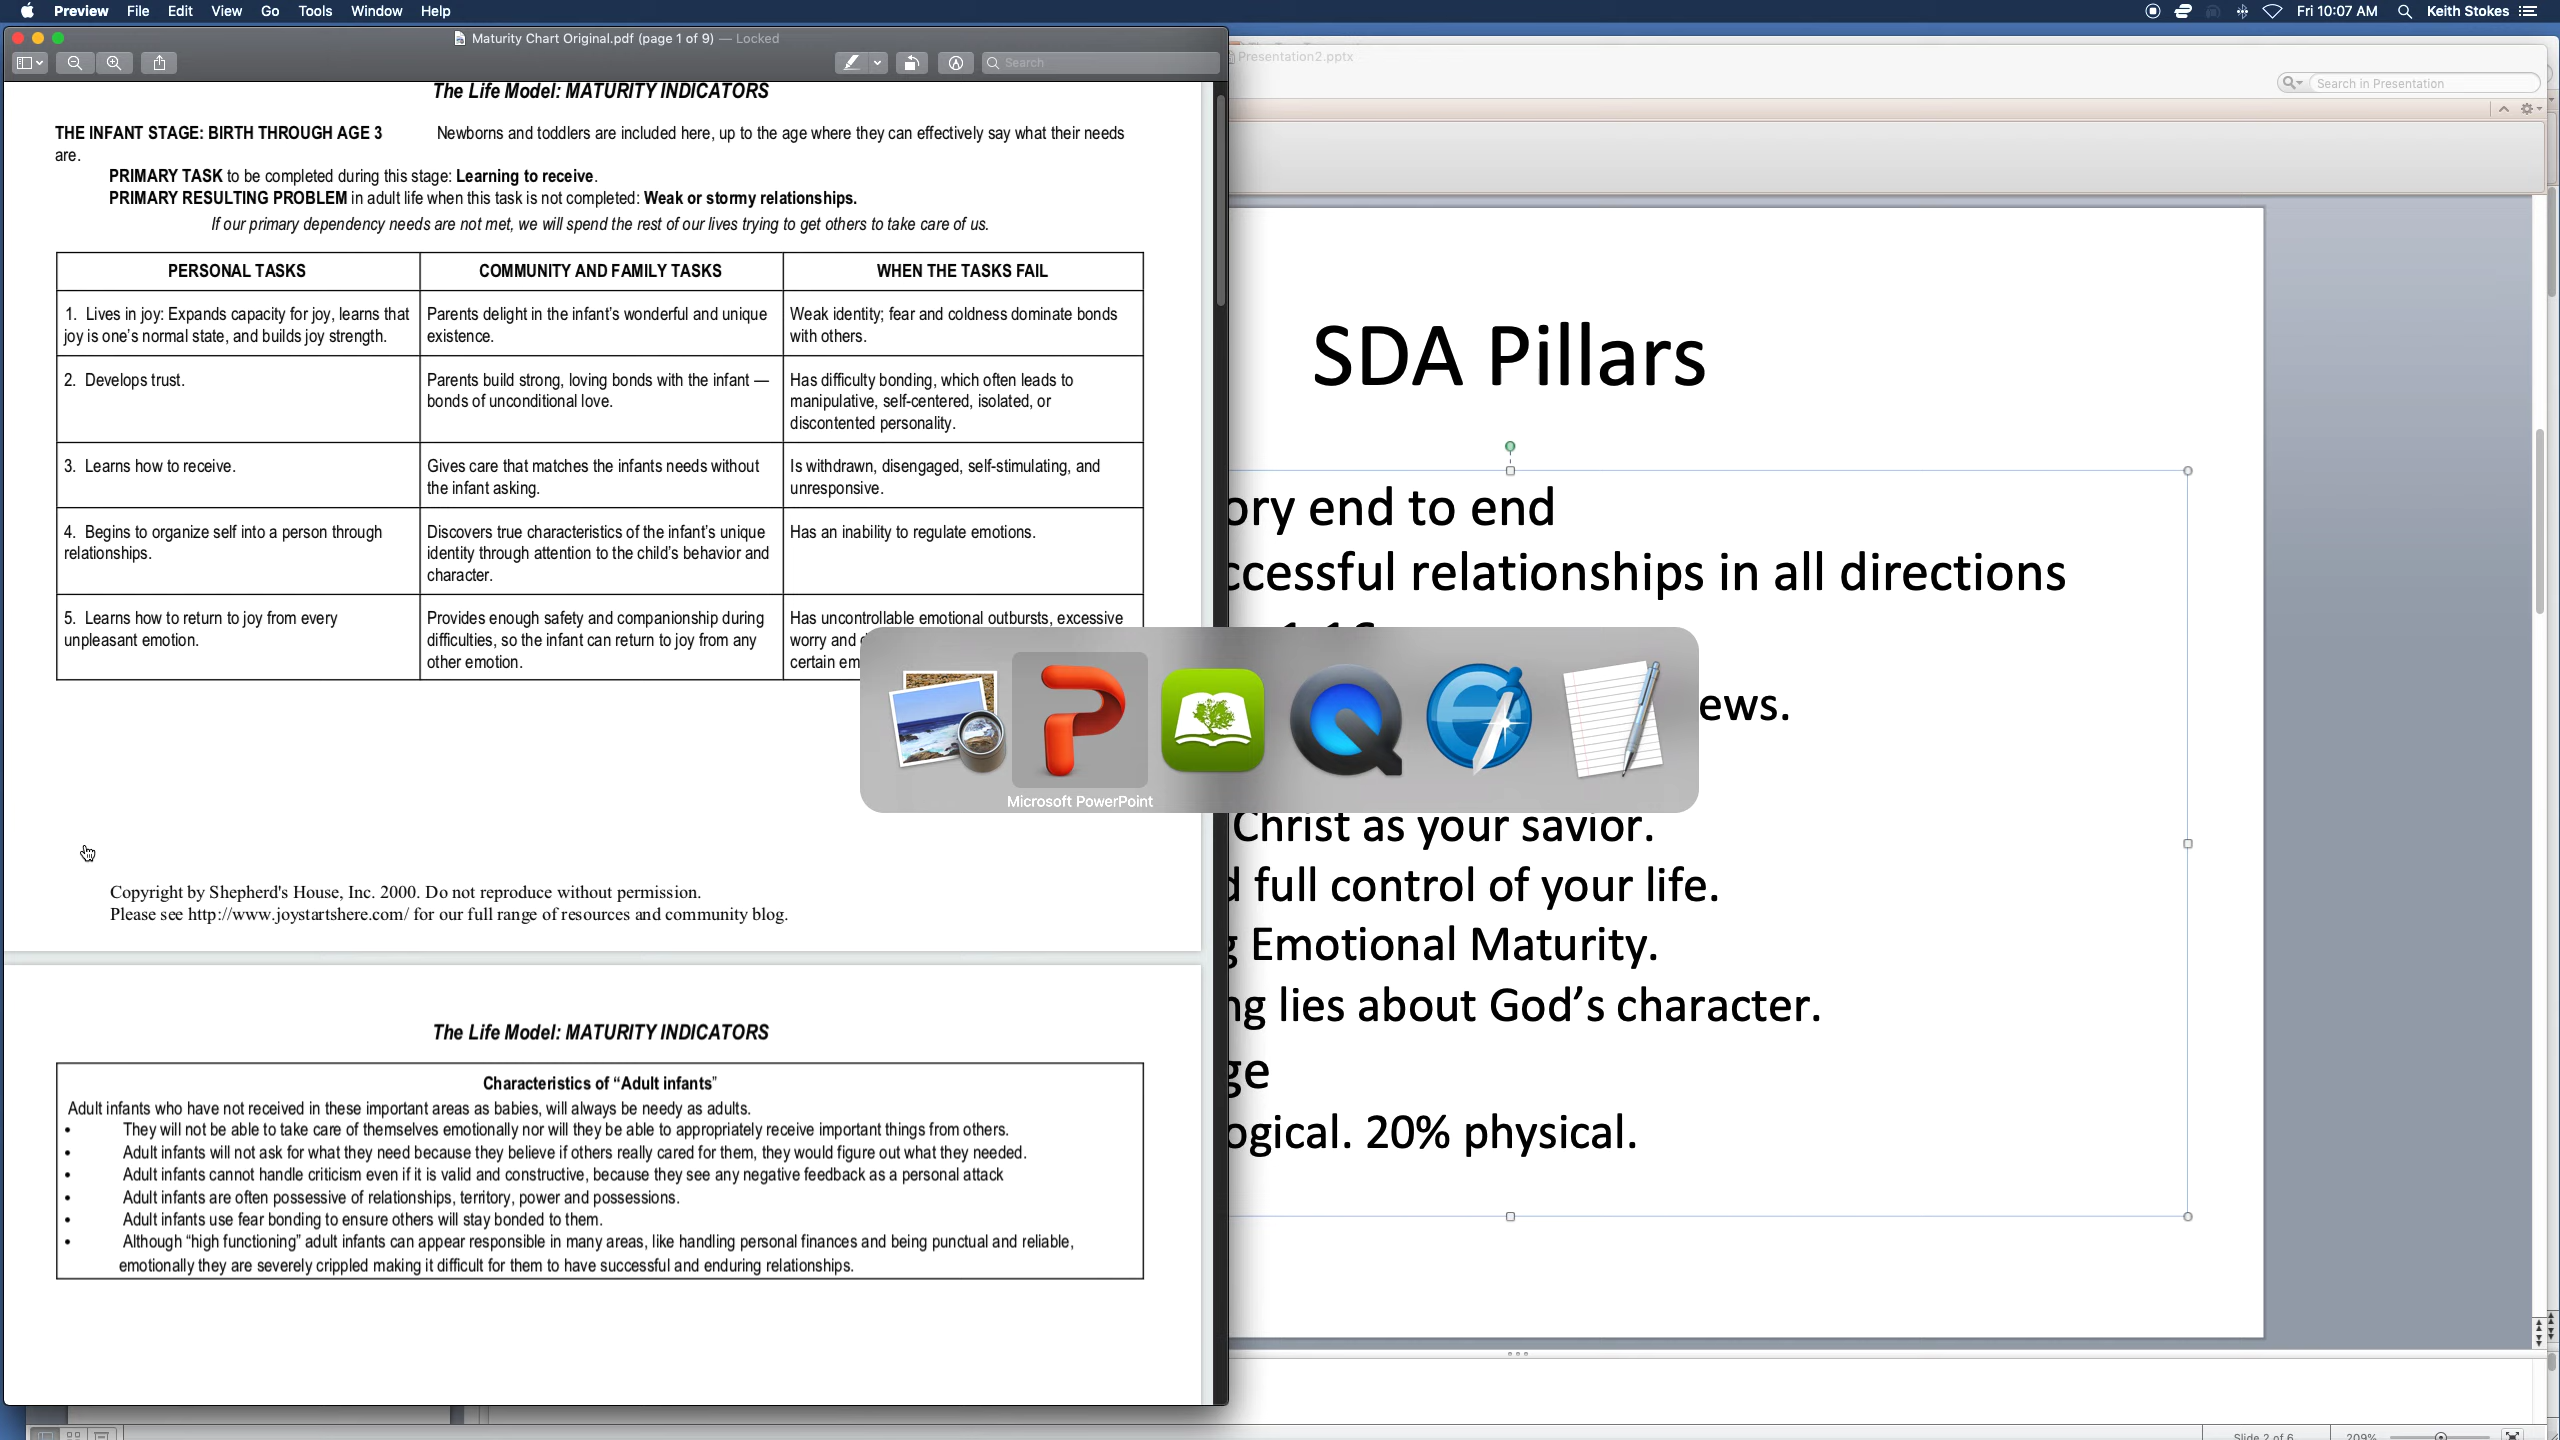 Preview File Edit View Go Tools Window Help
Fri 10:07 AM Keith Stokes
Maturity Chart Original.pdf (page 1 of 9) — Locked
Search
Presentation2.pptx
Search in Presentation
The Life Model: MATURITY INDICATORS
THE INFANT STAGE: BIRTH THROUGH AGE 3 Newborns and toddlers are included here, up to the age where they can effectively say what their needs
are.
PRIMARY TASK to be completed during this stage: Learning to receive.
PRIMARY RESULTING PROBLEM in adult life when this task is not completed: Weak or stormy relationships.
If our primary dependency needs are not met, we will spend the rest of our lives trying to get others to take care of us.
PERSONAL TASKS
COMMUNITY AND FAMILY TASKS
WHEN THE TASKS FAIL
1. Lives in joy: Expands capacity for joy, learns that
joy is one's normal state, and builds joy strength.
Parents delight in the infant's wonderful and unique
existence.
Weak identity; fear and coldness dominate bonds
with others.
2. Develops trust.
Parents build strong, loving bonds with the infant —
bonds of unconditional love.
Has difficulty bonding, which often leads to
manipulative, self-centered, isolated, or
discontented personality.
3. Learns how to receive.
Gives care that matches the infants needs without
the infant asking.
Is withdrawn, disengaged, self-stimulating, and
unresponsive.
4. Begins to organize self into a person through
relationships.
Discovers true characteristics of the infant's unique
identity through attention to the child's behavior and
character.
Has an inability to regulate emotions.
5. Learns how to return to joy from every
unpleasant emotion.
Provides enough safety and companionship during
difficulties, so the infant can return to joy from any
other emotion.
Has uncontrollable emotional outbursts, excessive
worry and
certain em
Copyright by Shepherd's House, Inc. 2000. Do not reproduce without permission.
Please see http://www.joystartshere.com/ for our full range of resources and community blog.
The Life Model: MATURITY INDICATORS
Characteristics of “Adult infants”
Adult infants who have not received in these important areas as babies, will always be needy as adults.
• They will not be able to take care of themselves emotionally nor will they be able to appropriately receive important things from others.
• Adult infants will not ask for what they need because they believe if others really cared for them, they would figure out what they needed.
• Adult infants cannot handle criticism even if it is valid and constructive, because they see any negative feedback as a personal attack
• Adult infants are often possessive of relationships, territory, power and possessions.
• Adult infants use fear bonding to ensure others will stay bonded to them.
• Although “high functioning” adult infants can appear responsible in many areas, like handling personal finances and being punctual and reliable,
emotionally they are severely crippled making it difficult for them to have successful and enduring relationships.
Microsoft PowerPoint
SDA Pillars
ory end to end
ccessful relationships in all directions
ews.
Christ as your savior.
d full control of your life.
g Emotional Maturity.
ng lies about God's character.
ge
ogical. 20% physical.
Slide 2 of 6 209%